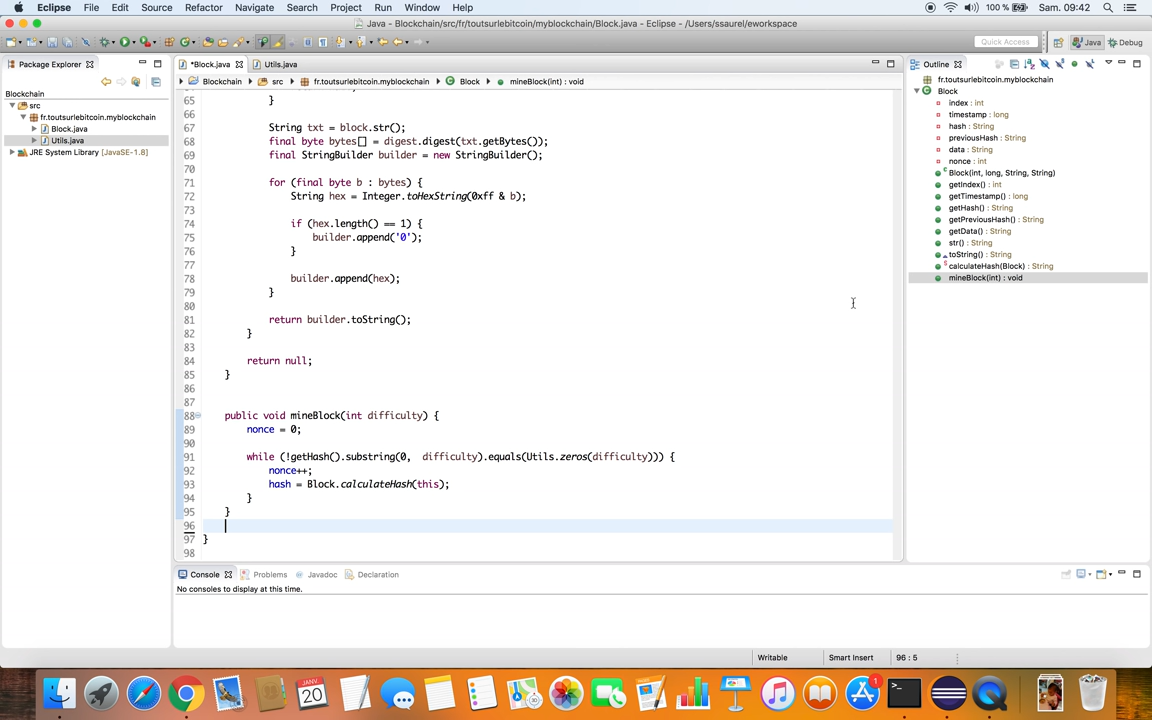 Eclipse File Edit Source Refactor Navigate Search Project Run Window Help 100 % Sam. 09:42
Java - Blockchain/src/fr/toutsurlebitcoin/myblockchain/Block.java - Eclipse - /Users/ssaurel/eworkspace
Quick Access Java Debug
Package Explorer
*Block.java Utils.java
Outline
Blockchain src fr.toutsurlebitcoin.myblockchain Block mineBlock(int) : void
Blockchain
src
fr.toutsurlebitcoin.myblockchain
Block.java
Utils.java
JRE System Library [JavaSE-1.8]
65 }
66
67 String txt = block.str();
68 final byte bytes[] = digest.digest(txt.getBytes());
69 final StringBuilder builder = new StringBuilder();
70
71 for (final byte b : bytes) {
72 String hex = Integer.toHexString(0xff & b);
73
74 if (hex.length() == 1) {
75 builder.append('0');
76 }
77
78 builder.append(hex);
79 }
80
81 return builder.toString();
82 }
83
84 return null;
85 }
86
87
88 public void mineBlock(int difficulty) {
89 nonce = 0;
90
91 while (!getHash().substring(0,  difficulty).equals(Utils.zeros(difficulty))) {
92 nonce++;
93 hash = Block.calculateHash(this);
94 }
95 }
96
97 }
98
fr.toutsurlebitcoin.myblockchain
Block
index : int
timestamp : long
hash : String
previousHash : String
data : String
nonce : int
Block(int, long, String, String)
getIndex() : int
getTimestamp() : long
getHash() : String
getPreviousHash() : String
getData() : String
str() : String
toString() : String
calculateHash(Block) : String
mineBlock(int) : void
Console Problems Javadoc Declaration
No consoles to display at this time.
Writable Smart Insert 96 : 5
JANV.
20
1